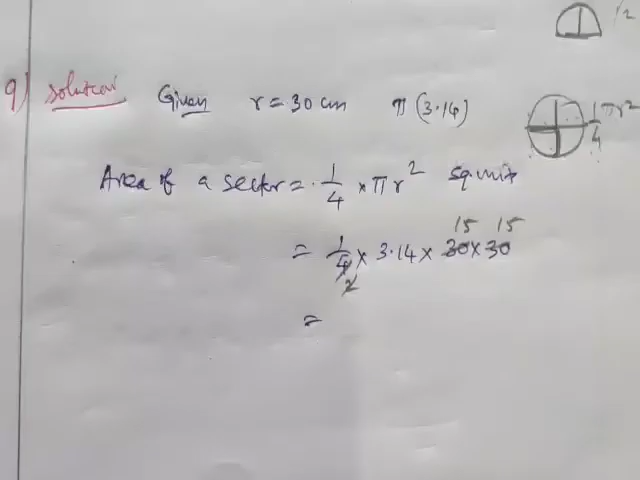 1/2
9) Solution Given r = 30 cm π (3.14)
1/4 πr²
Area of a sector = 1/4 × πr² sq.units
15 15
= 1/4 × 3.14 × 30 × 30
2
=